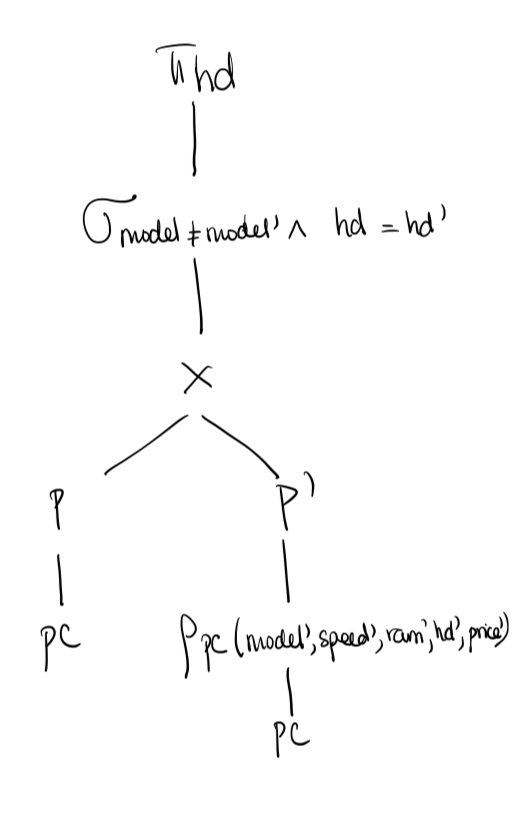 π hd
σ model ≠ model' ∧ hd = hd'
×
P P'
PC ρ PC (model', speed', ram', hd', price')
PC